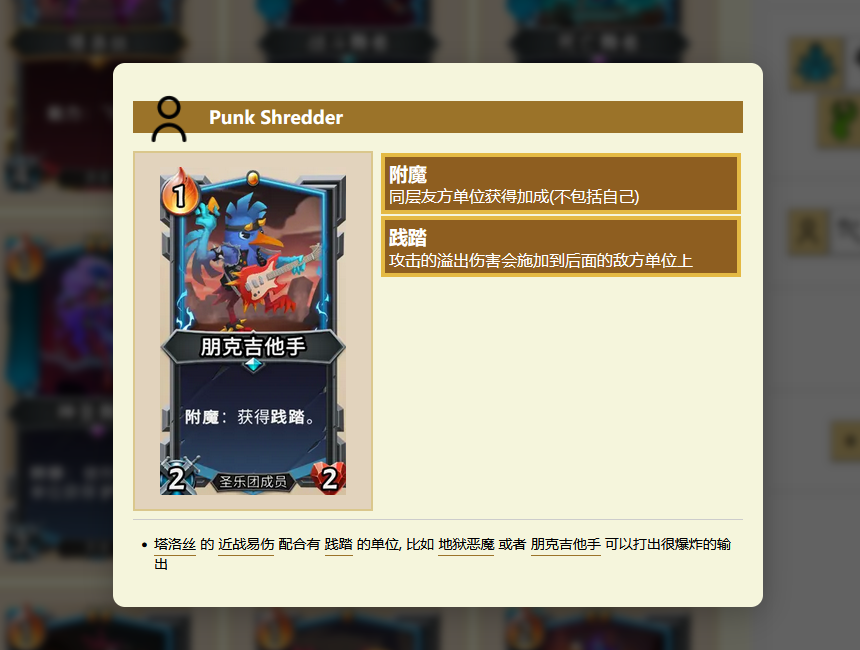 Punk Shredder
1
朋克吉他手
附魔：获得践踏。
2
圣乐团成员
2
附魔
同层友方单位获得加成(不包括自己)
践踏
攻击的溢出伤害会施加到后面的敌方单位上
塔洛丝 的 近战易伤 配合有 践踏 的单位, 比如 地狱恶魔 或者 朋克吉他手 可以打出很爆炸的输
出